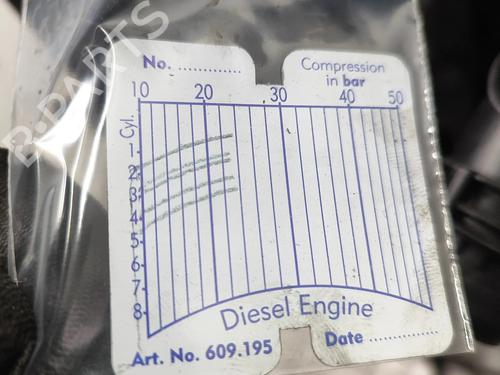 No. .............
Compression
in bar
10 20 30 40 50
Cyl.
1
2
3
4
5
6
7
8
Diesel Engine
Art. No. 609.195
Date ................
B-PARTS